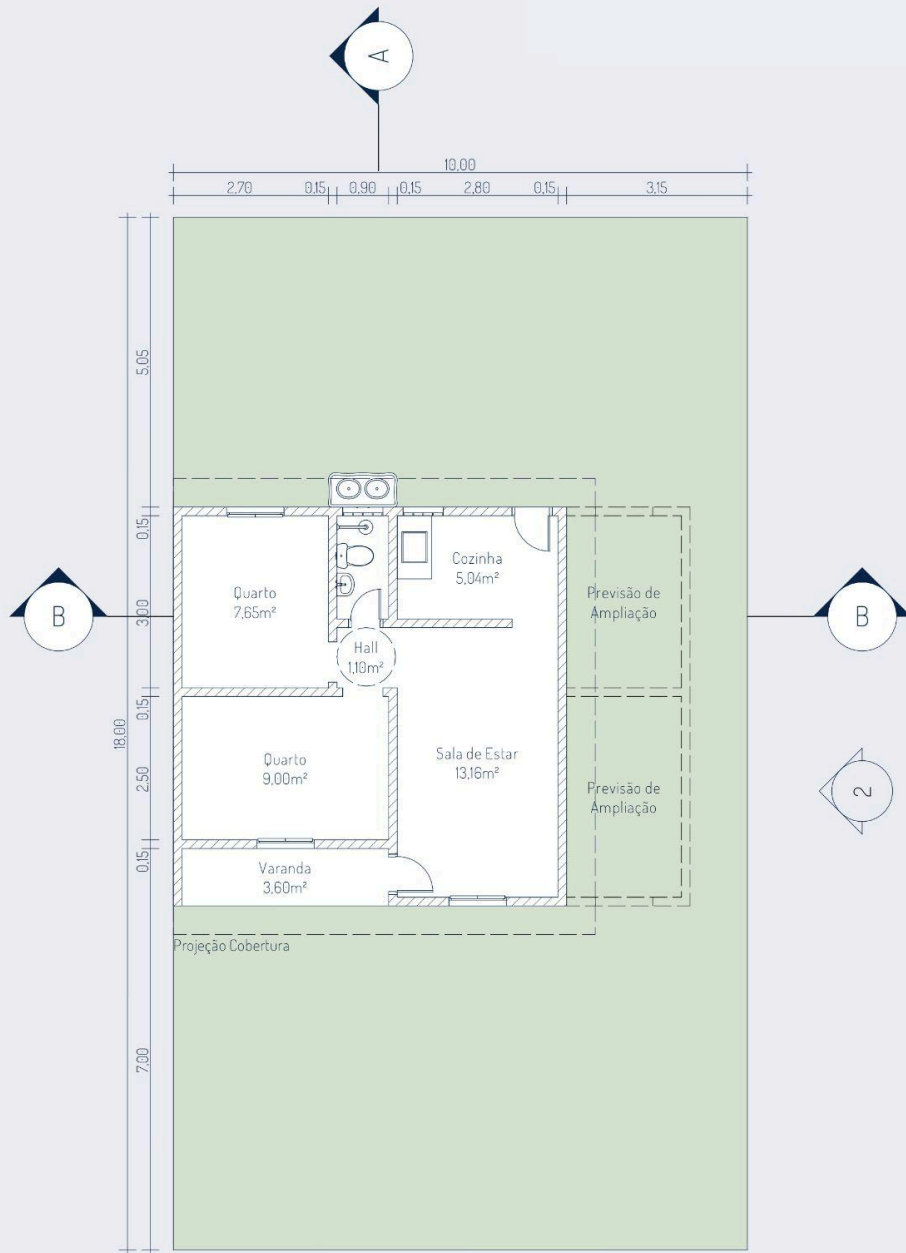 A
10,00
2,70 0,15 0,90 0,15 2,80 0,15 3,15
5,05
0,15
Cozinha
5,04m²
Quarto
7,65m²
Previsão de
Ampliação
B
B
3,00
Hall
1,10m²
0,15
18,00
Quarto
9,00m²
Sala de Estar
13,16m²
2,50
Previsão de
Ampliação
2
0,15
Varanda
3,60m²
Projeção Cobertura
7,00